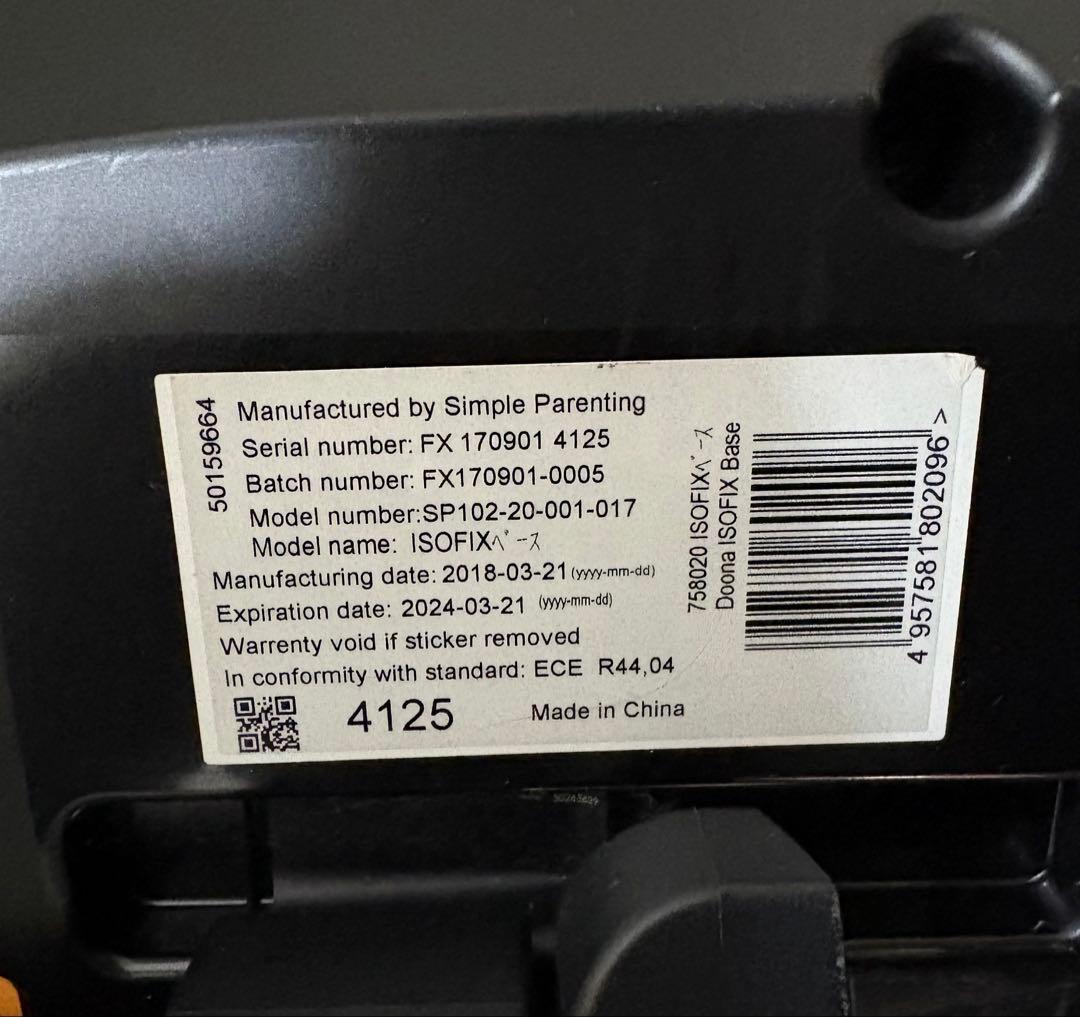 Manufactured by Simple Parenting
Serial number: FX 170901 4125
Batch number: FX170901-0005
Model number:SP102-20-001-017
Model name: ISOFIXベース
Manufacturing date: 2018-03-21 (yyyy-mm-dd)
Expiration date: 2024-03-21 (yyyy-mm-dd)
Warrenty void if sticker removed
In conformity with standard: ECE R44,04
4125
Made in China
50159664
758020 ISOFIXベース
Doona ISOFIX Base
4 957581 802096 >